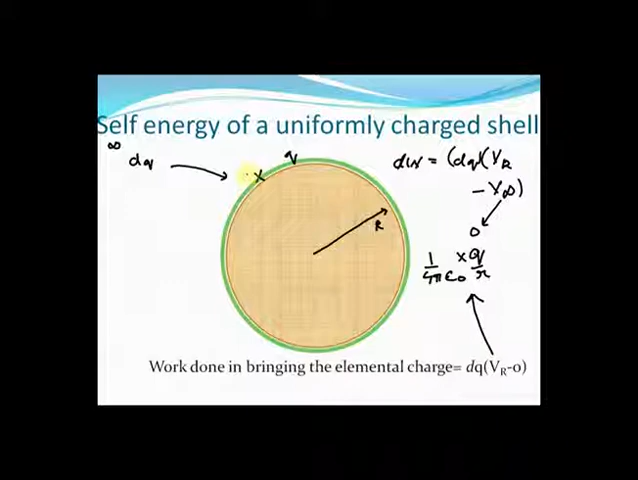 Self energy of a uniformly charged shell
∞
dq
q
x
R
dW = (dq)(V_R
- V_∞)
0
1/4πε₀ × q/r
Work done in bringing the elemental charge= dq(V_R-0)